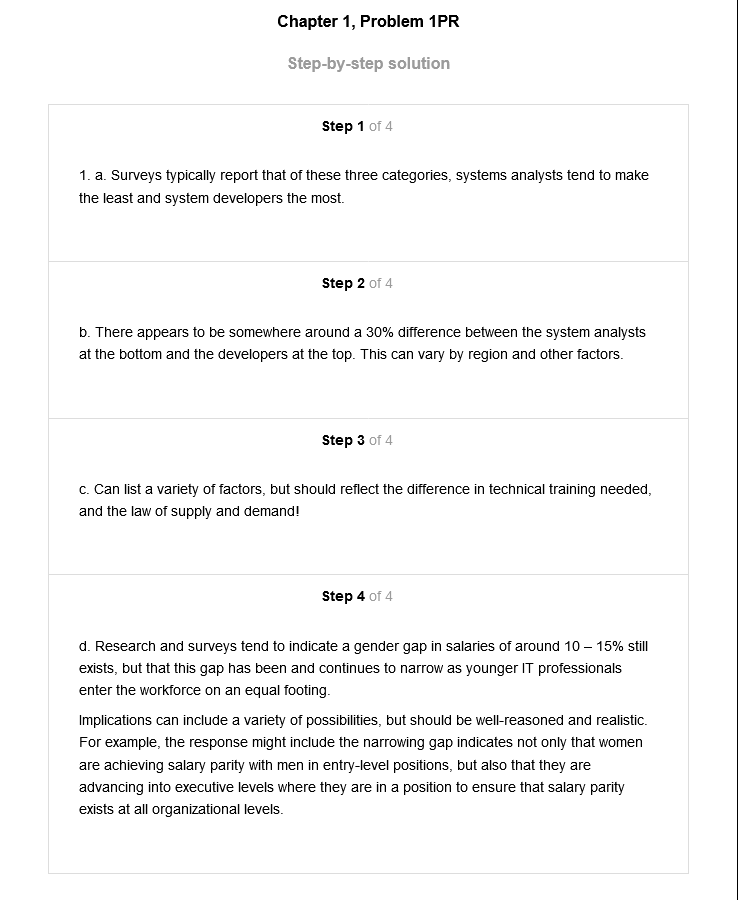 Chapter 1, Problem 1PR
Step-by-step solution
Step 1 of 4
1. a. Surveys typically report that of these three categories, systems analysts tend to make
the least and system developers the most.
Step 2 of 4
b. There appears to be somewhere around a 30% difference between the system analysts
at the bottom and the developers at the top. This can vary by region and other factors.
Step 3 of 4
c. Can list a variety of factors, but should reflect the difference in technical training needed,
and the law of supply and demand!
Step 4 of 4
d. Research and surveys tend to indicate a gender gap in salaries of around 10 – 15% still
exists, but that this gap has been and continues to narrow as younger IT professionals
enter the workforce on an equal footing.
Implications can include a variety of possibilities, but should be well-reasoned and realistic.
For example, the response might include the narrowing gap indicates not only that women
are achieving salary parity with men in entry-level positions, but also that they are
advancing into executive levels where they are in a position to ensure that salary parity
exists at all organizational levels.